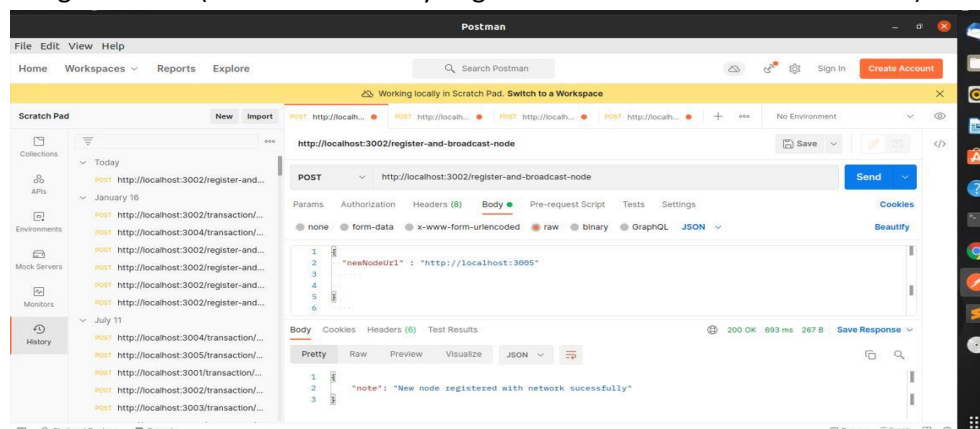 Postman
File Edit View Help
Home Workspaces Reports Explore
Search Postman
Sign In Create Account
Working locally in Scratch Pad. Switch to a Workspace
Scratch Pad New Import
POST http://localh... POST http://localh... POST http://localh... POST http://localh... + ooo No Environment
Collections
APIs
Environments
Mock Servers
Monitors
History
Today
POST http://localhost:3002/register-and...
January 16
POST http://localhost:3002/transaction/...
POST http://localhost:3004/transaction/...
POST http://localhost:3002/register-and...
POST http://localhost:3002/register-and...
POST http://localhost:3002/register-and...
POST http://localhost:3002/register-and...
July 11
POST http://localhost:3004/transaction/...
POST http://localhost:3005/transaction/...
POST http://localhost:3001/transaction/...
POST http://localhost:3002/transaction/...
POST http://localhost:3003/transaction/...
http://localhost:3002/register-and-broadcast-node
Save
POST http://localhost:3002/register-and-broadcast-node Send
Params Authorization Headers (8) Body Pre-request Script Tests Settings Cookies
none form-data x-www-form-urlencoded raw binary GraphQL JSON Beautify
1 {
2 "newNodeUrl" : "http://localhost:3005"
3
4
5 }
6
Body Cookies Headers (6) Test Results 200 OK 693 ms 267 B Save Response
Pretty Raw Preview Visualize JSON
1 {
2 "note": "New node registered with network sucessfully"
3 }